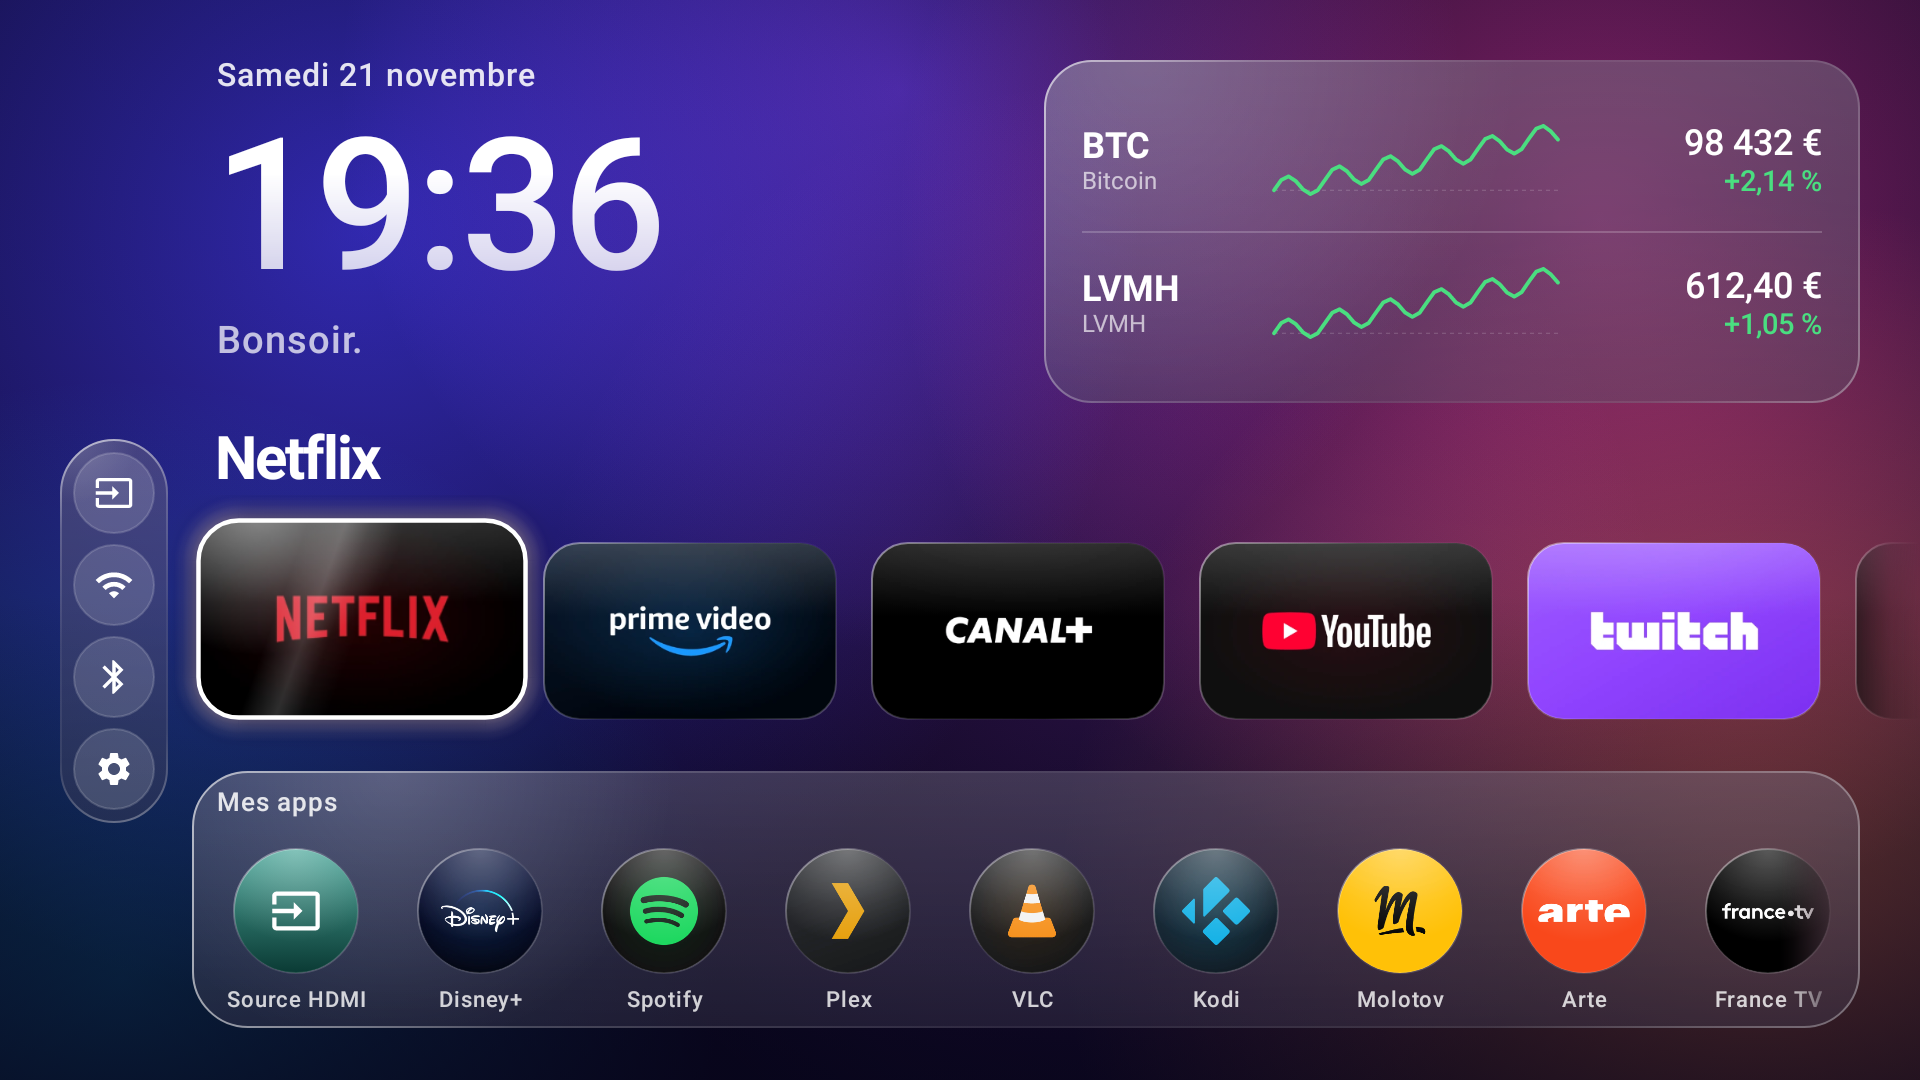 Samedi 21 novembre
19:36
Bonsoir.
BTC
Bitcoin
98 432 €
+2,14 %
LVMH
LVMH
612,40 €
+1,05 %
Netflix
NETFLIX
prime video
CANAL+
YouTube
twitch
Mes apps
Disney+
M.
arte
france•tv
Source HDMI
Disney+
Spotify
Plex
VLC
Kodi
Molotov
Arte
France TV